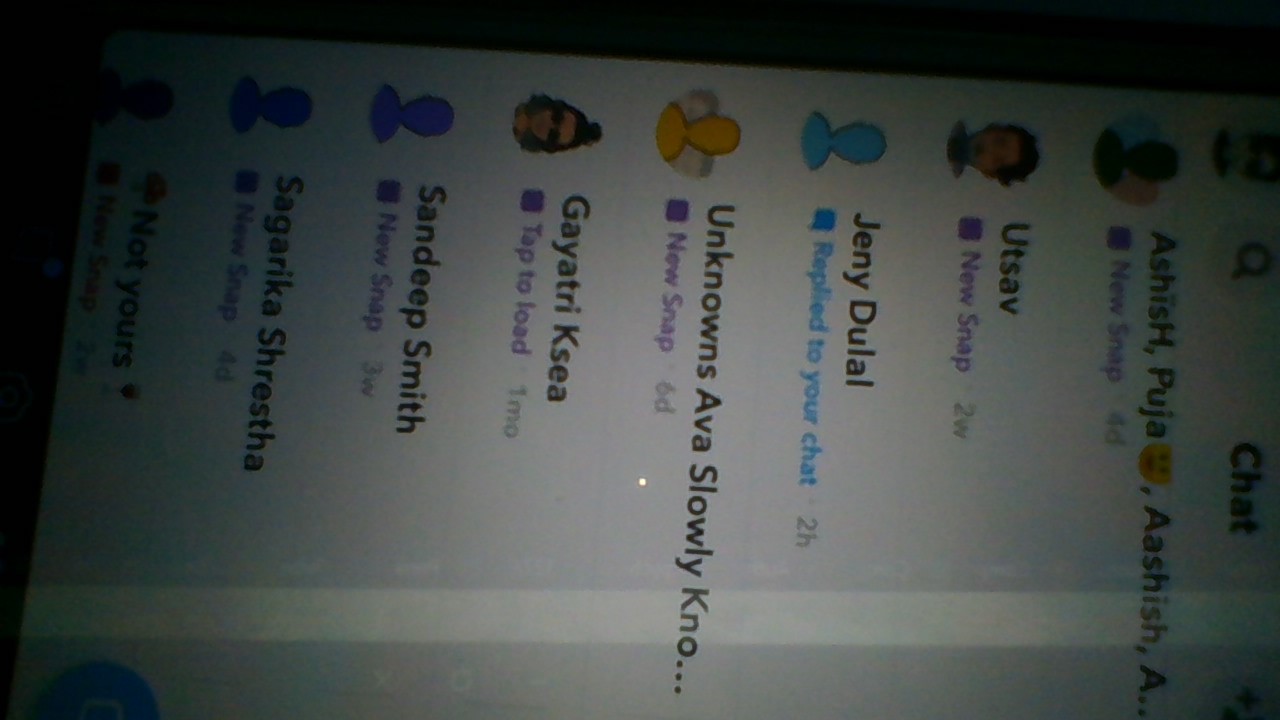 Chat
AshisH, Puja😃, Aashish, A...
New Snap · 4d
Utsav
New Snap · 2w
Jeny Dulal
Replied to your chat · 2h
Unknowns Ava Slowly Kno...
New Snap · 6d
Gayatri Ksea
Tap to load · 1mo
Sandeep Smith
New Snap · 3w
Sagarika Shrestha
New Snap · 4d
Not yours
New Snap